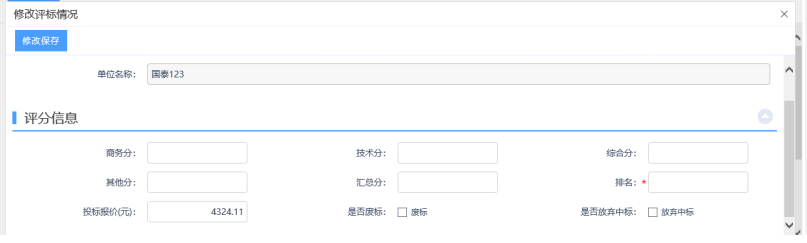 修改评标情况
修改保存
单位名称： 国泰123
评分信息
商务分： 技术分： 综合分：
其他分： 汇总分： 排名：*
投标报价(元)： 4324.11 是否废标： 废标 是否放弃中标： 放弃中标